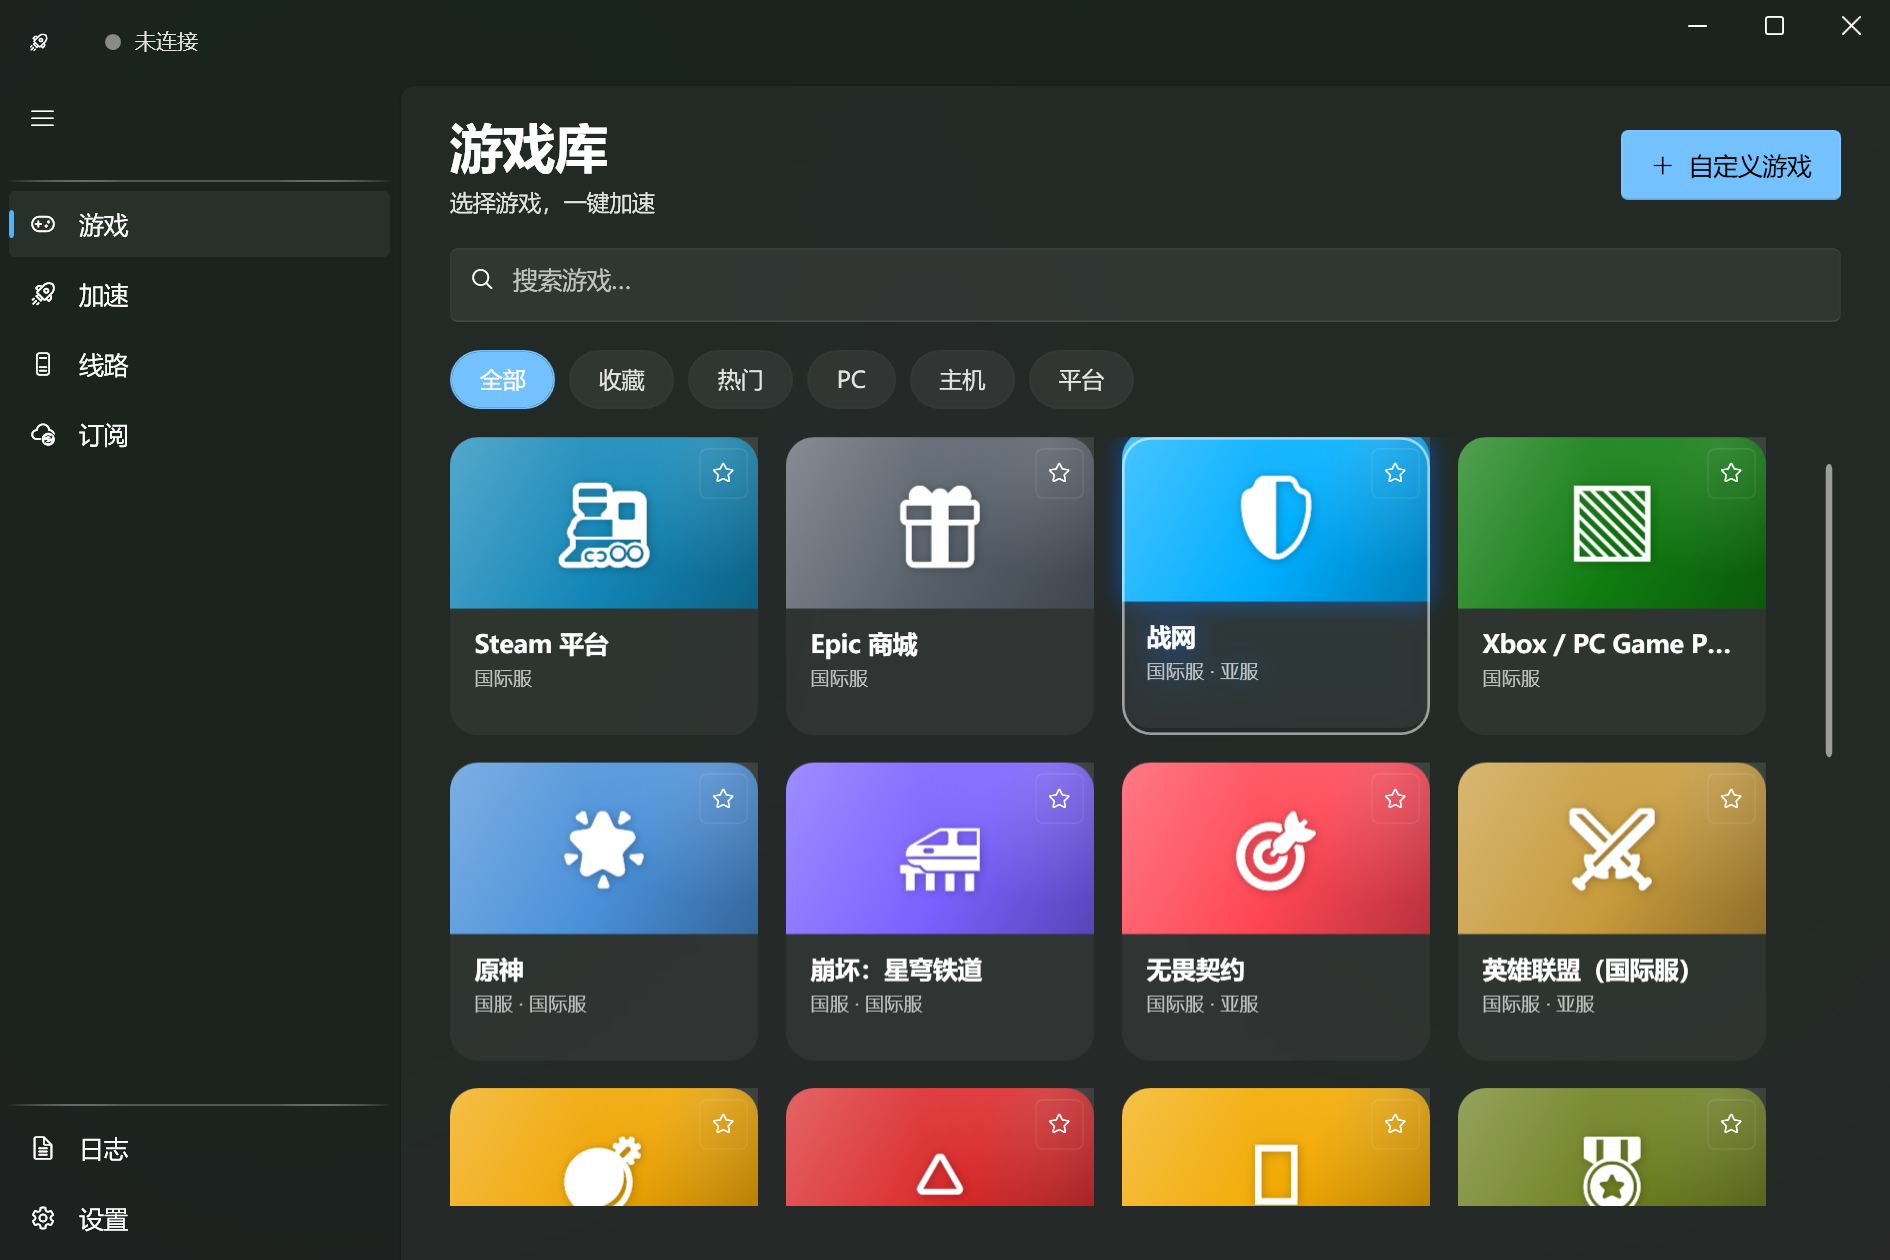 未连接
游戏
加速
线路
订阅
日志
设置
游戏库
选择游戏，一键加速
自定义游戏
搜索游戏...
全部
收藏
热门
PC
主机
平台
Steam 平台
国际服
Epic 商城
国际服
战网
国际服 · 亚服
Xbox / PC Game P...
国际服
原神
国服 · 国际服
崩坏：星穹铁道
国服 · 国际服
无畏契约
国际服 · 亚服
英雄联盟（国际服）
国际服 · 亚服